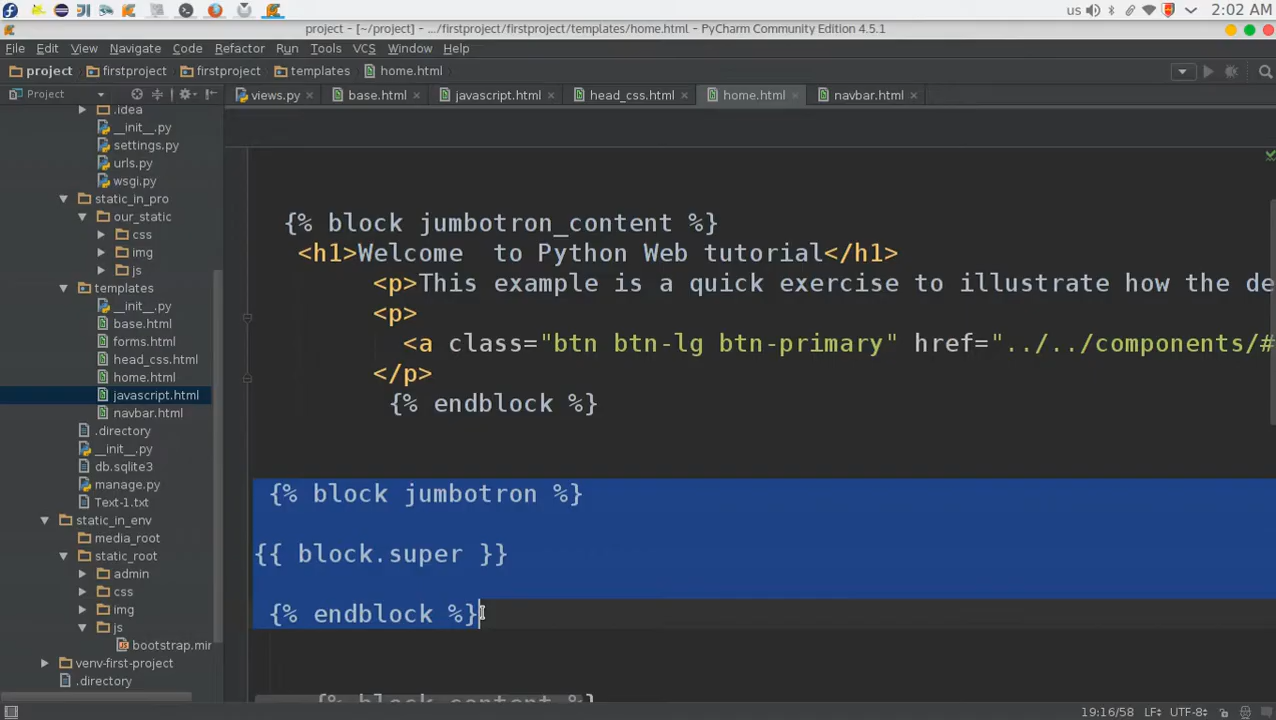 us
2:02 AM
project - [~/project] - .../firstproject/firstproject/templates/home.html - PyCharm Community Edition 4.5.1
File Edit View Navigate Code Refactor Run Tools VCS Window Help
project firstproject firstproject templates home.html
Project
views.py base.html javascript.html head_css.html home.html navbar.html
.idea
__init__.py
settings.py
urls.py
wsgi.py
static_in_pro
our_static
css
img
js
templates
__init__.py
base.html
forms.html
head_css.html
home.html
javascript.html
navbar.html
.directory
__init__.py
db.sqlite3
manage.py
Text-1.txt
static_in_env
media_root
static_root
admin
css
img
js
bootstrap.mir
venv-first-project
.directory
{% block jumbotron_content %}
<h1>Welcome  to Python Web tutorial</h1>
<p>This example is a quick exercise to illustrate how the de
<p>
<a class="btn btn-lg btn-primary" href="../../components/#
</p>
{% endblock %}
{% block jumbotron %}
{{ block.super }}
{% endblock %}
{% block content %}
19:16/58 LF÷ UTF-8÷